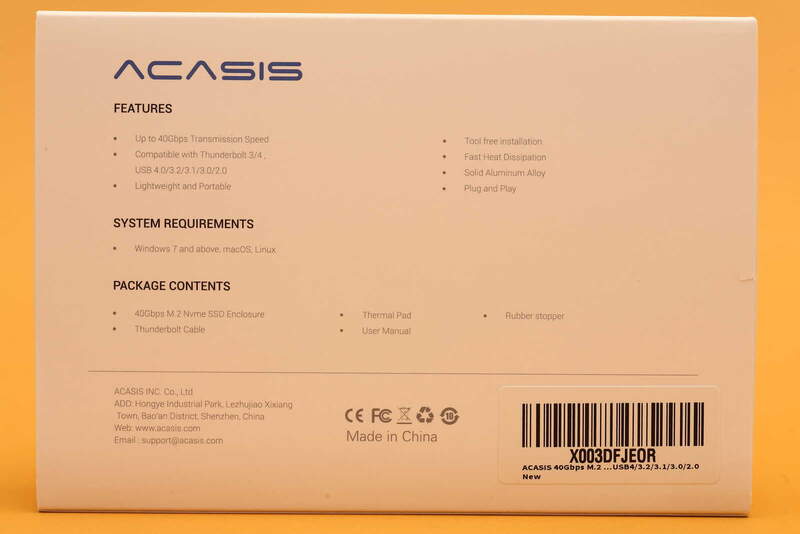 ACASIS
FEATURES
• Up to 40Gbps Transmission Speed
• Compatible with Thunderbolt 3/4 ,
USB 4.0/3.2/3.1/3.0/2.0
• Lightweight and Portable
• Tool free installation
• Fast Heat Dissipation
• Solid Aluminum Alloy
• Plug and Play
SYSTEM REQUIREMENTS
• Windows 7 and above, macOS, Linux
PACKAGE CONTENTS
• 40Gbps M.2 Nvme SSD Enclosure
• Thunderbolt Cable
• Thermal Pad
• User Manual
• Rubber stopper
ACASIS INC. Co., Ltd
ADD: Hongye Industrial Park, Lezhujiao Xixiang
Town, Bao'an District, Shenzhen, China
Web: www.acasis.com
Email : support@acasis.com
CE FC 10
Made in China
X003DFJEOR
ACASIS 40Gbps M.2 ...USB4/3.2/3.1/3.0/2.0
New